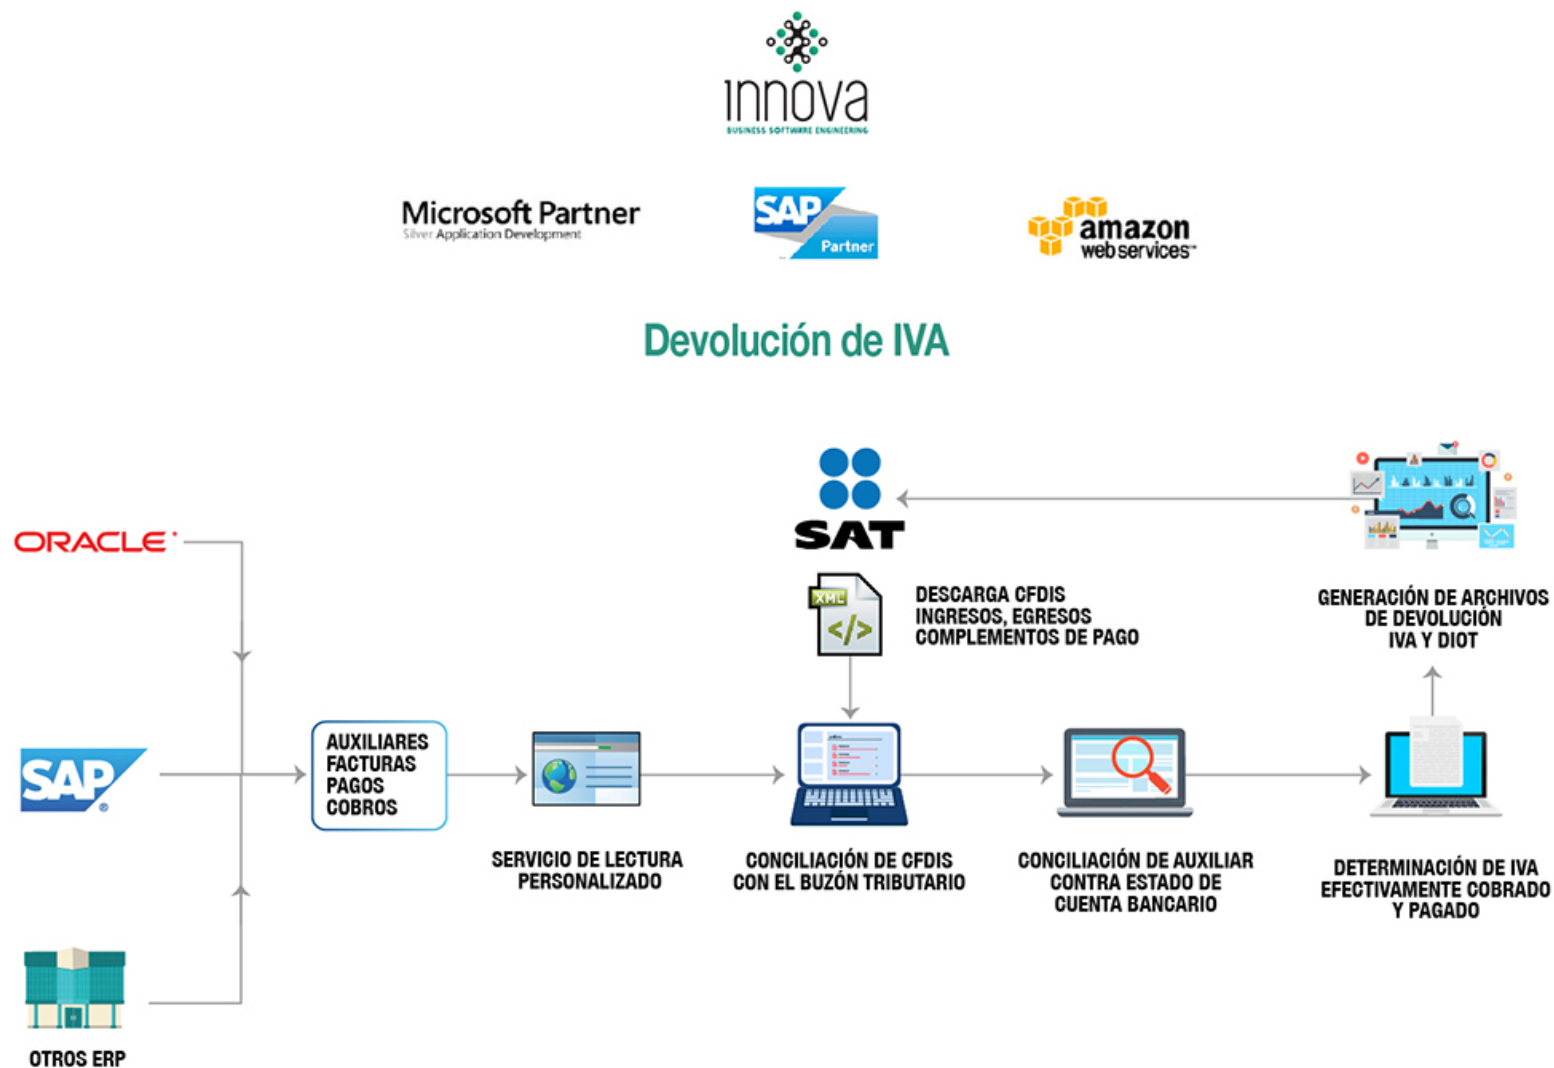 innova
BUSINESS SOFTWARE ENGINEERING
Microsoft Partner
Silver Application Development
SAP
Partner
amazon
web services™
Devolución de IVA
SAT
ORACLE
XML
</>
DESCARGA CFDIS
INGRESOS, EGRESOS
COMPLEMENTOS DE PAGO
GENERACIÓN DE ARCHIVOS
DE DEVOLUCIÓN
IVA Y DIOT
SAP®
AUXILIARES
FACTURAS
PAGOS
COBROS
SERVICIO DE LECTURA
PERSONALIZADO
CONCILIACIÓN DE CFDIS
CON EL BUZÓN TRIBUTARIO
CONCILIACIÓN DE AUXILIAR
CONTRA ESTADO DE
CUENTA BANCARIO
DETERMINACIÓN DE IVA
EFECTIVAMENTE COBRADO
Y PAGADO
OTROS ERP